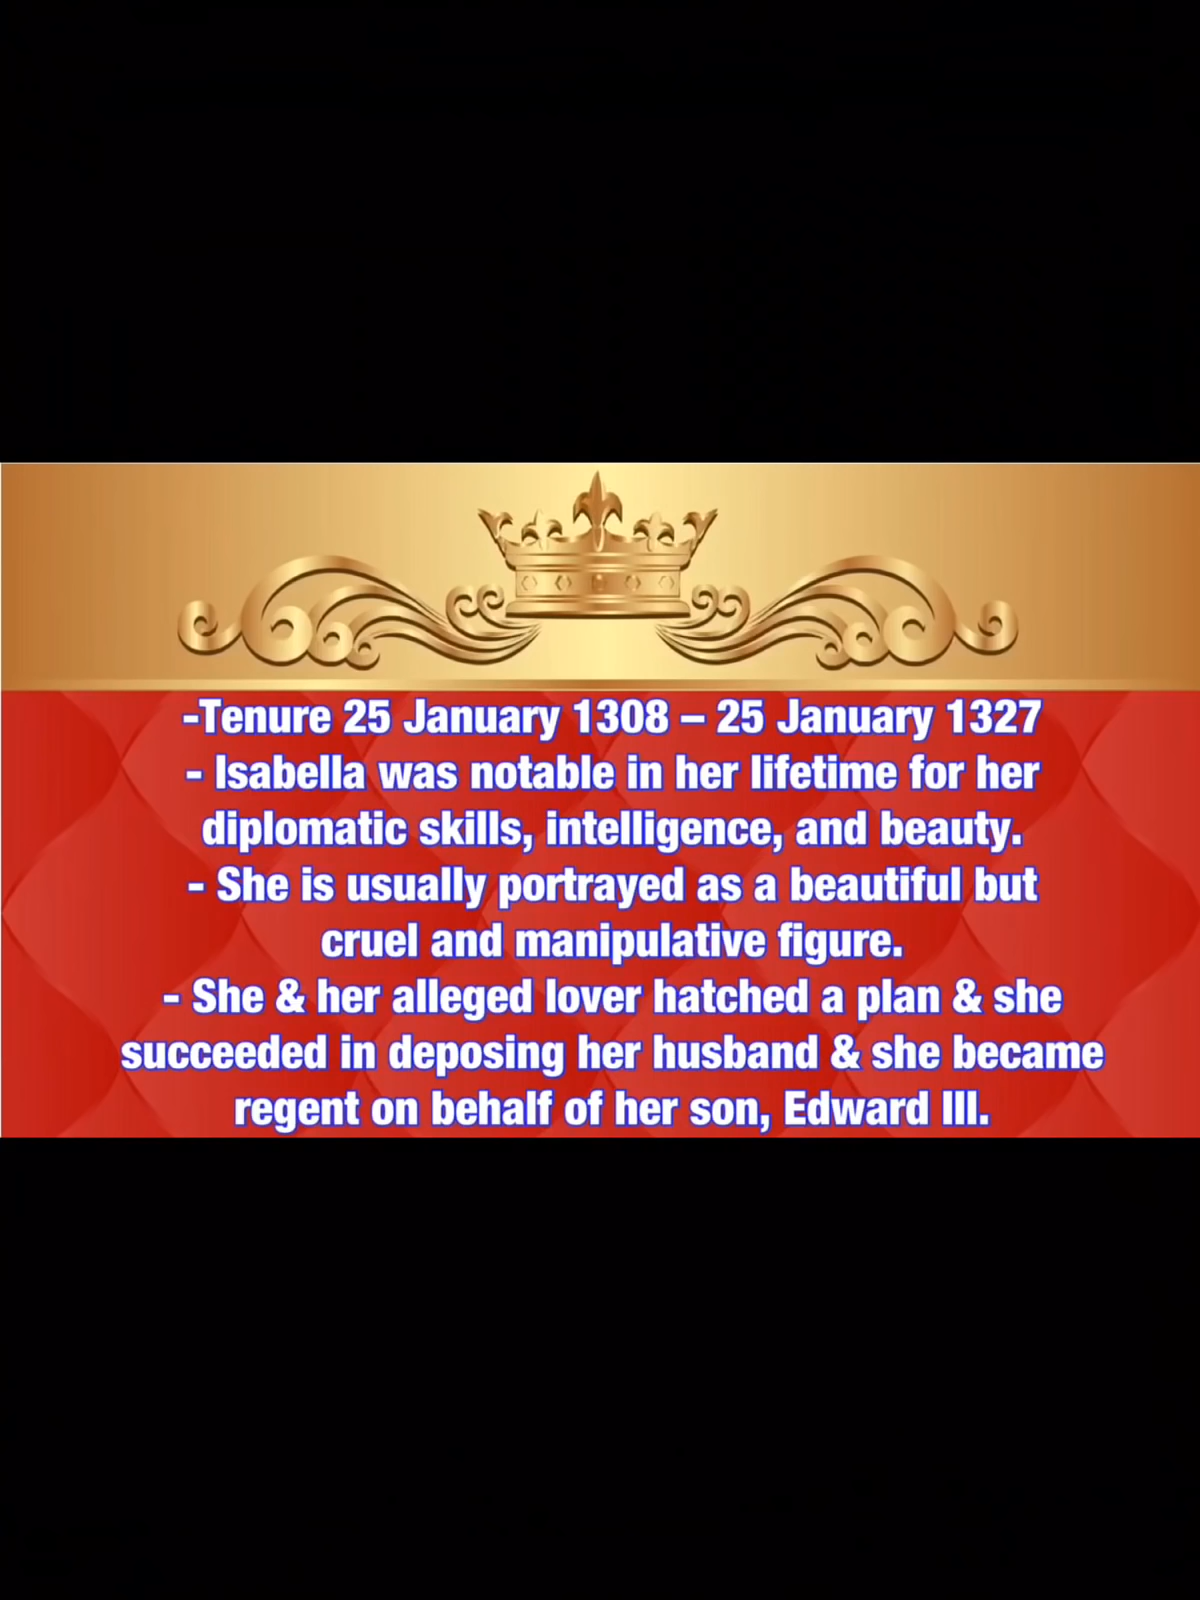 -Tenure 25 January 1308 – 25 January 1327
- Isabella was notable in her lifetime for her
diplomatic skills, intelligence, and beauty.
- She is usually portrayed as a beautiful but
cruel and manipulative figure.
- She & her alleged lover hatched a plan & she
succeeded in deposing her husband & she became
regent on behalf of her son, Edward III.